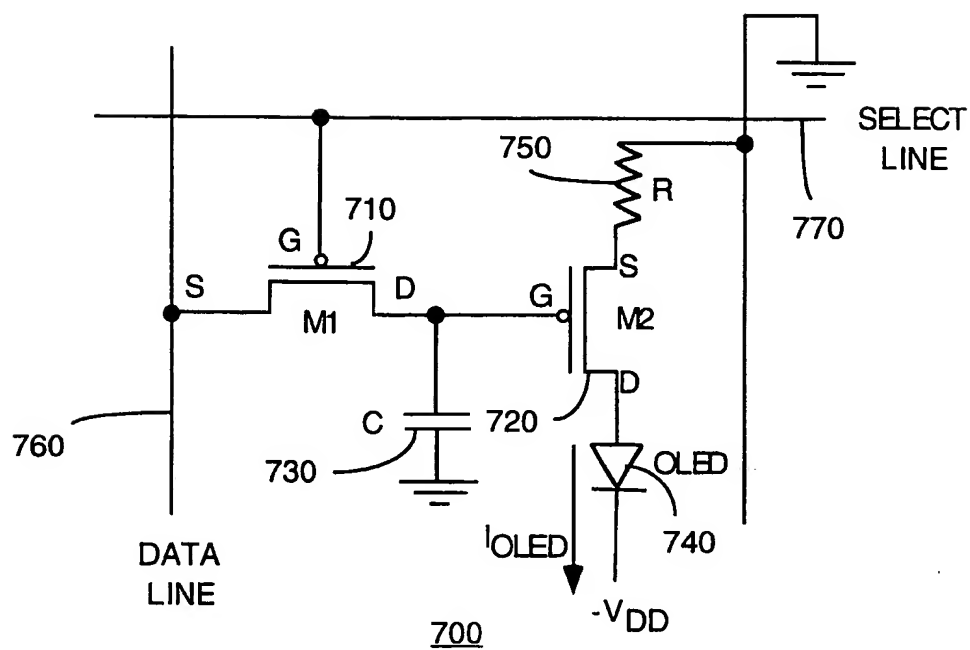 SELECT
LINE
750
R
770
710
G
S
D
M1
S
G
M2
D
720
760
C
730
OLED
740
IOLED
DATA
LINE
-VDD
700